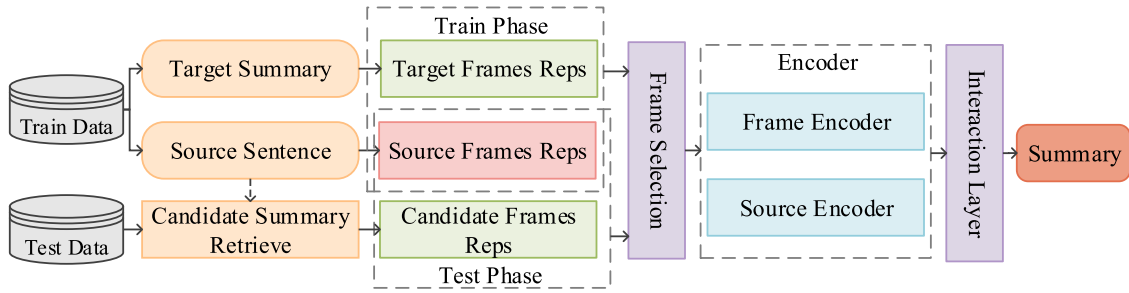 Train Phase
Target Summary
Target Frames Reps
Train Data
Source Sentence
Source Frames Reps
Test Data
Candidate Summary
Retrieve
Candidate Frames
Reps
Test Phase
Frame Selection
Encoder
Frame Encoder
Source Encoder
Interaction Layer
Summary